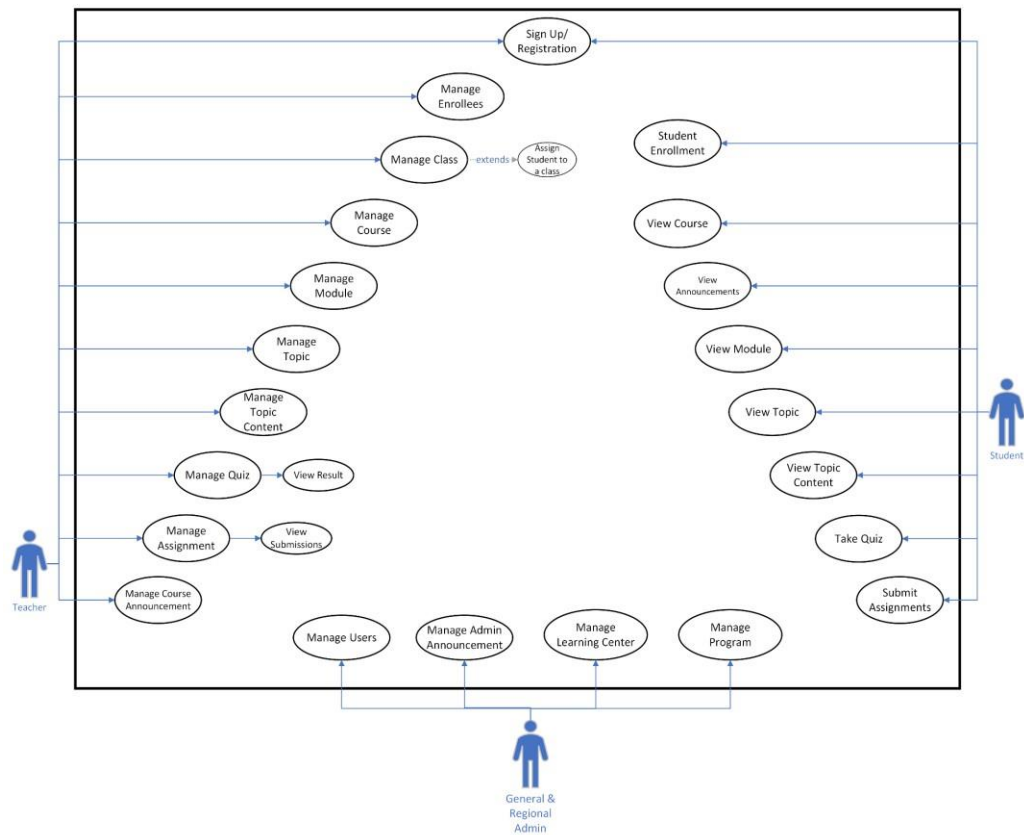 Sign Up/
Registration
Manage
Enrollees
Student
Enrollment
Manage Class
extends
Assign
Student to
a class
Manage
Course
View Course
Manage
Module
View
Announcements
Manage
Topic
View Module
Manage
Topic
Content
View Topic
Manage Quiz
View Result
View Topic
Content
Manage
Assignment
View
Submissions
Take Quiz
Manage Course
Announcement
Submit
Assignments
Teacher
Student
Manage Users
Manage Admin
Announcement
Manage
Learning Center
Manage
Program
General &
Regional
Admin